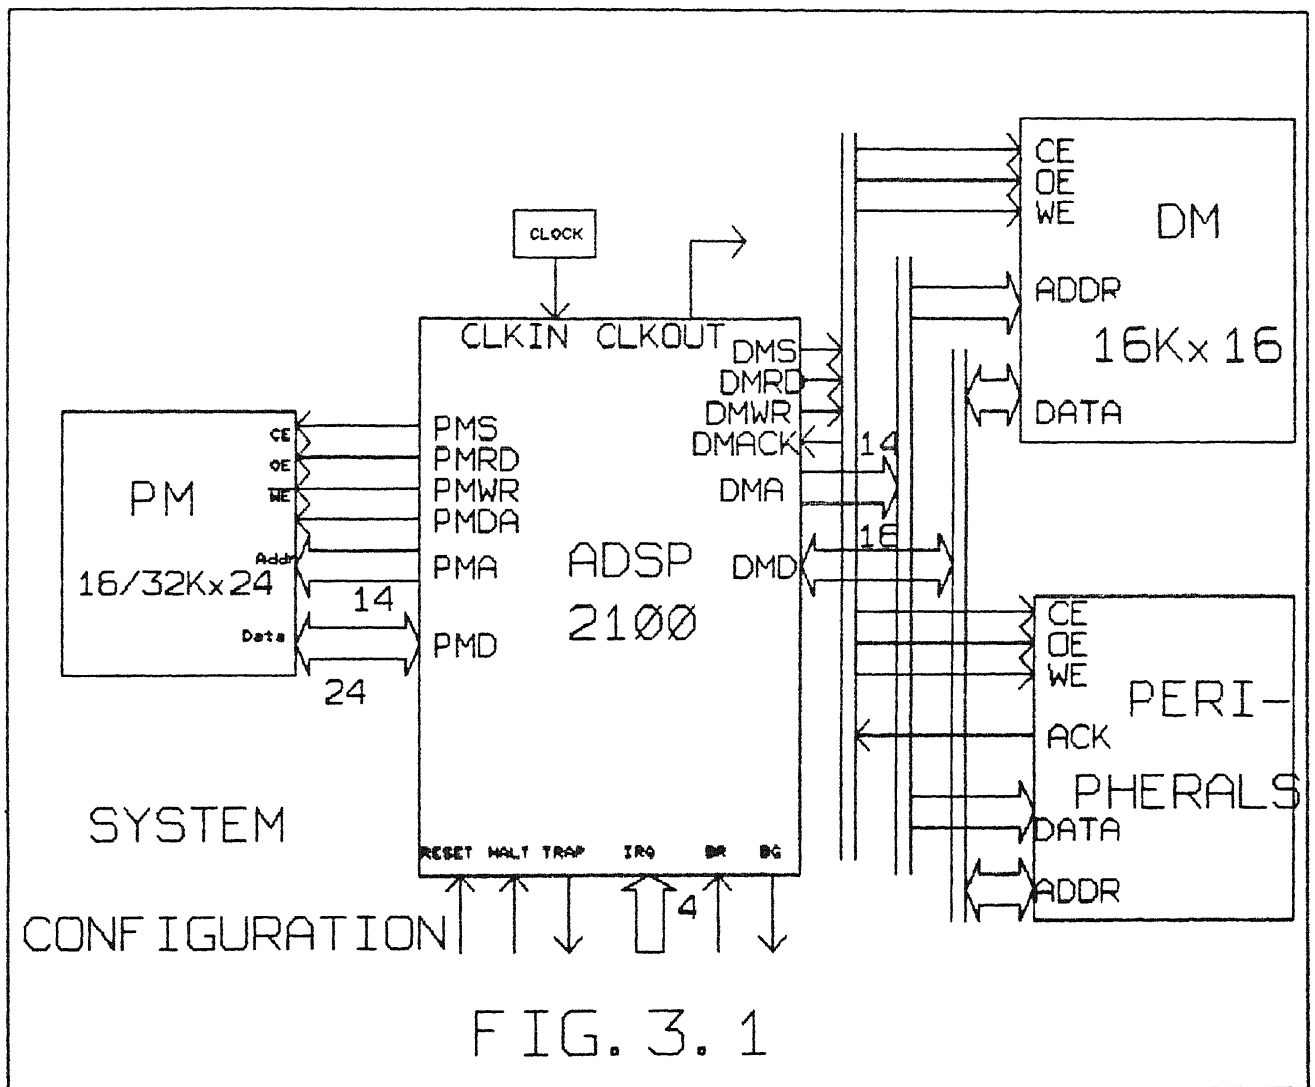 CLOCK
CLKIN CLKOUT
PM
16/32Kx24
CE
OE
WE
Addr
Data
PMS
PMRD
PMWR
PMDA
PMA
PMD
14
24
ADSP
2100
DMS
DMRD
DMWR
DMACK
DMA
DMD
14
16
CE
OE
WE
DM
ADDR
16Kx16
DATA
CE
OE
WE
PERI-
ACK
PHERALS
DATA
ADDR
RESET HALT TRAP IRQ BR BG
4
SYSTEM
CONFIGURATION
FIG. 3. 1